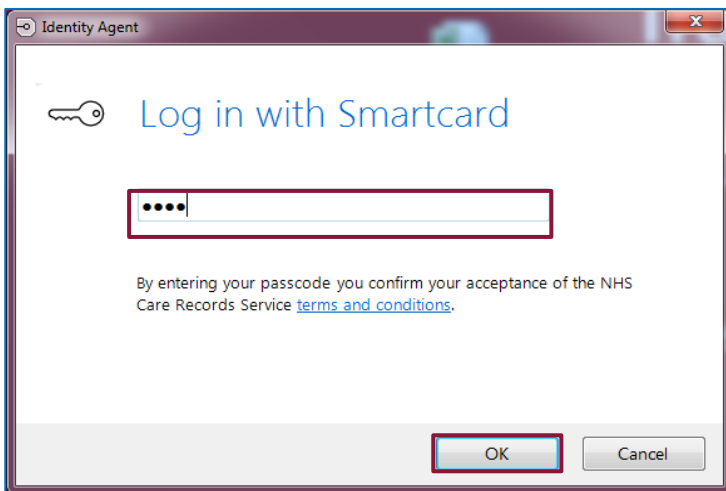 Identity Agent
Log in with Smartcard
••••
By entering your passcode you confirm your acceptance of the NHS
Care Records Service terms and conditions.
OK
Cancel